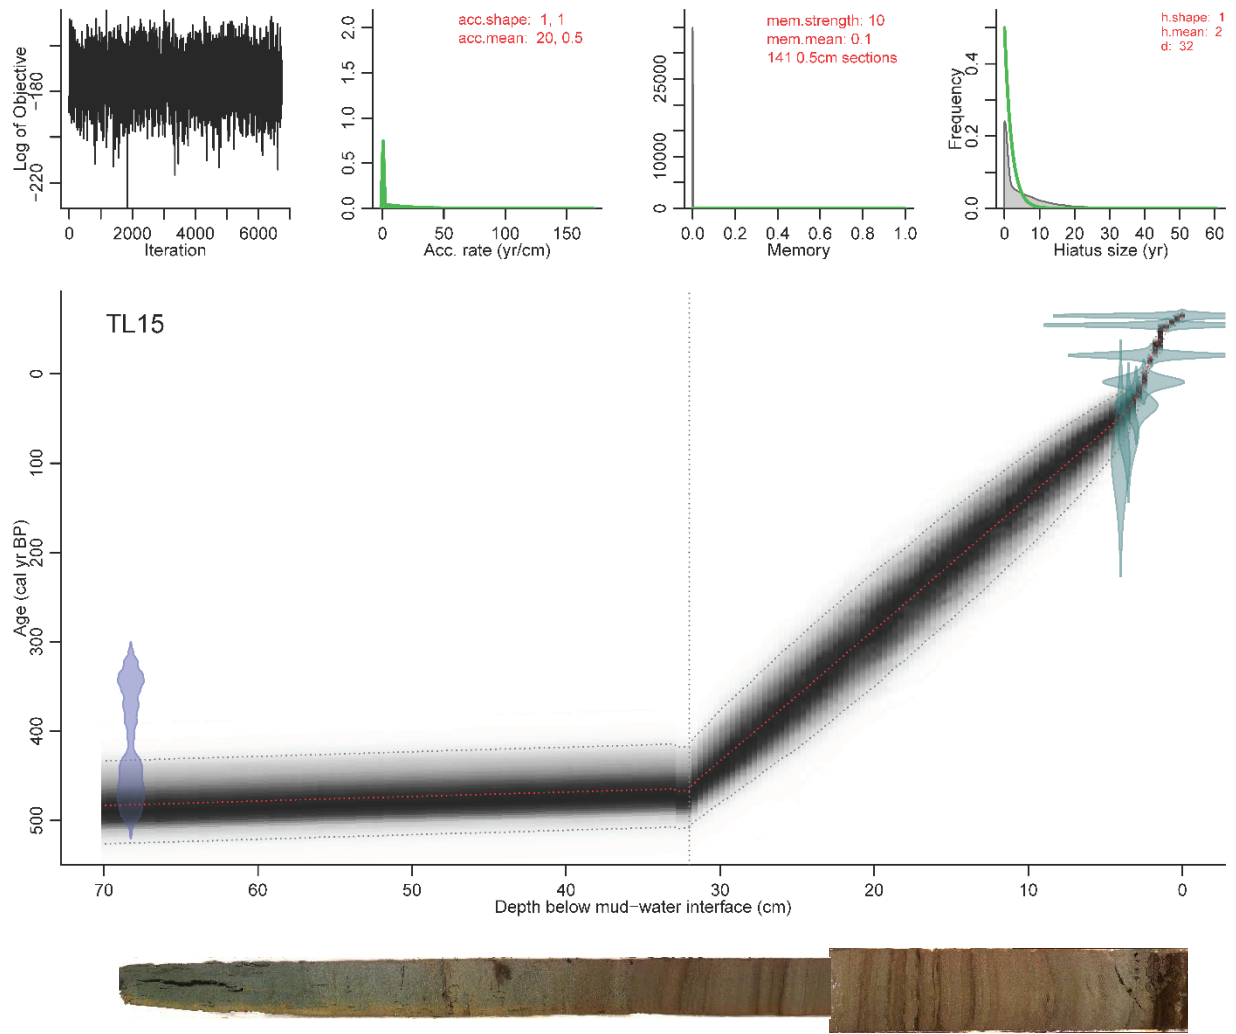 Log of Objective
-180
-220
0 2000 4000 6000
Iteration
acc.shape: 1, 1
acc.mean: 20, 0.5
2.0
1.5
1.0
0.5
0.0
0 50 100 150
Acc. rate (yr/cm)
mem.strength: 10
mem.mean: 0.1
141 0.5cm sections
25000
10000
0
0.0 0.2 0.4 0.6 0.8 1.0
Memory
h.shape: 1
h.mean: 2
d: 32
Frequency
0.4
0.2
0.0
0 10 20 30 40 50 60
Hiatus size (yr)
TL15
Age (cal yr BP)
0
100
200
300
400
500
70 60 50 40 30 20 10 0
Depth below mud−water interface (cm)